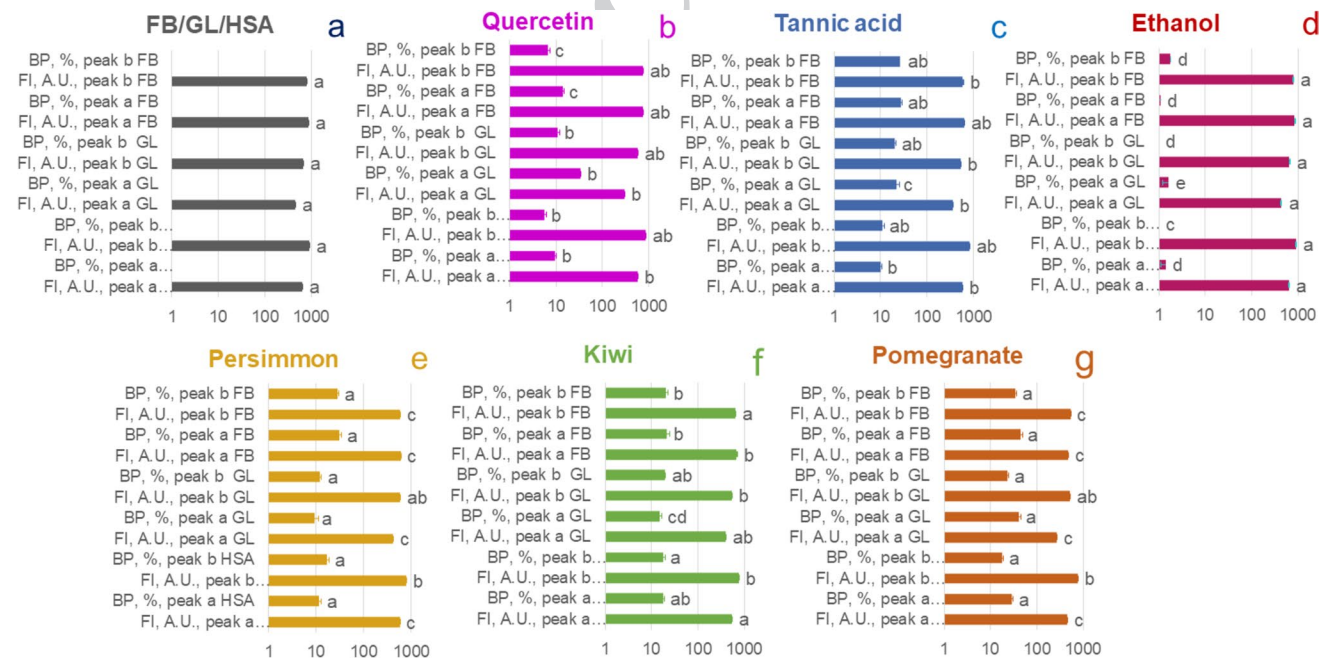 FB/GL/HSA a
BP, %, peak b FB
FI, A.U., peak b FB a
BP, %, peak a FB
FI, A.U., peak a FB a
BP, %, peak b GL
FI, A.U., peak b GL a
BP, %, peak a GL
FI, A.U., peak a GL a
BP, %, peak b...
FI, A.U., peak b... a
BP, %, peak a...
FI, A.U., peak a... a
1 10 100 1000
Quercetin b
BP, %, peak b FB c
FI, A.U., peak b FB ab
BP, %, peak a FB c
FI, A.U., peak a FB ab
BP, %, peak b GL b
FI, A.U., peak b GL ab
BP, %, peak a GL b
FI, A.U., peak a GL b
BP, %, peak b... b
FI, A.U., peak b... ab
BP, %, peak a... b
FI, A.U., peak a... b
1 10 100 1000
Tannic acid c
BP, %, peak b FB ab
FI, A.U., peak b FB b
BP, %, peak a FB ab
FI, A.U., peak a FB ab
BP, %, peak b GL ab
FI, A.U., peak b GL b
BP, %, peak a GL c
FI, A.U., peak a GL b
BP, %, peak b... ab
FI, A.U., peak b... ab
BP, %, peak a... b
FI, A.U., peak a... b
1 10 100 1000
Ethanol d
BP, %, peak b FB d
FI, A.U., peak b FB a
BP, %, peak a FB d
FI, A.U., peak a FB a
BP, %, peak b GL d
FI, A.U., peak b GL a
BP, %, peak a GL e
FI, A.U., peak a GL a
BP, %, peak b... c
FI, A.U., peak b... a
BP, %, peak a... d
FI, A.U., peak a... a
1 10 100 1000
Persimmon e
BP, %, peak b FB a
FI, A.U., peak b FB c
BP, %, peak a FB a
FI, A.U., peak a FB c
BP, %, peak b GL a
FI, A.U., peak b GL ab
BP, %, peak a GL a
FI, A.U., peak a GL c
BP, %, peak b HSA a
FI, A.U., peak b... b
BP, %, peak a HSA a
FI, A.U., peak a... c
1 10 100 1000
Kiwi f
BP, %, peak b FB b
FI, A.U., peak b FB a
BP, %, peak a FB b
FI, A.U., peak a FB b
BP, %, peak b GL ab
FI, A.U., peak b GL b
BP, %, peak a GL cd
FI, A.U., peak a GL ab
BP, %, peak b... a
FI, A.U., peak b... b
BP, %, peak a... ab
FI, A.U., peak a... a
1 10 100 1000
Pomegranate g
BP, %, peak b FB a
FI, A.U., peak b FB c
BP, %, peak a FB a
FI, A.U., peak a FB c
BP, %, peak b GL a
FI, A.U., peak b GL ab
BP, %, peak a GL a
FI, A.U., peak a GL c
BP, %, peak b... a
FI, A.U., peak b... b
BP, %, peak a... a
FI, A.U., peak a... c
1 10 100 1000